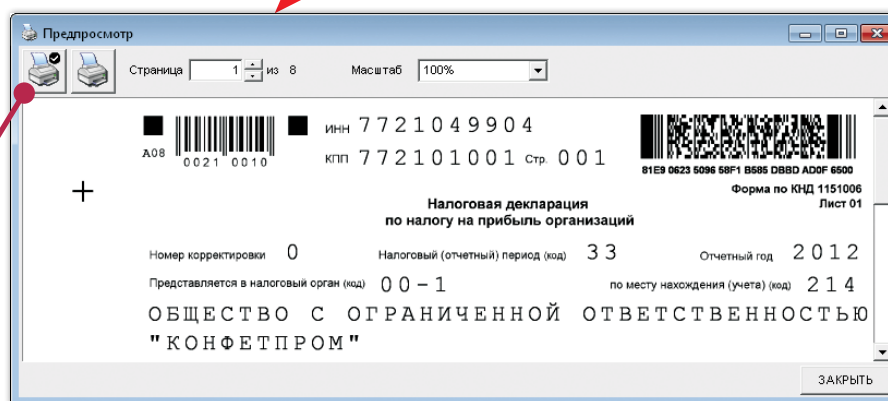 Предпросмотр
Страница 1 из 8 Масштаб 100%
ИНН 7721049904
A08 0021 0010 КПП 772101001 Стр. 001
81E9 0623 5096 58F1 B585 DBBD AD0F 6500
Форма по КНД 1151006
Лист 01
Налоговая декларация
по налогу на прибыль организаций
Номер корректировки 0 Налоговый (отчетный) период (код) 33 Отчетный год 2012
Представляется в налоговый орган (код) 00-1 по месту нахождения (учета) (код) 214
ОБЩЕСТВО С ОГРАНИЧЕННОЙ ОТВЕТСТВЕННОСТЬЮ
"КОНФЕТПРОМ"
ЗАКРЫТЬ